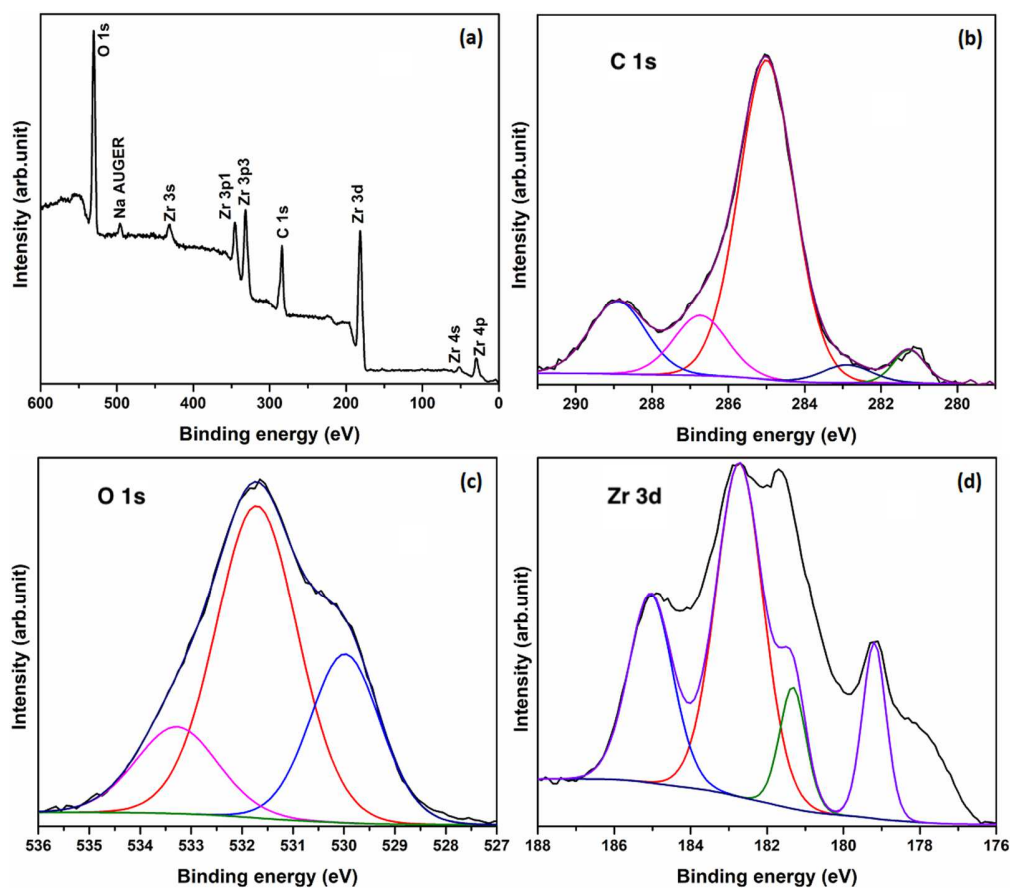 (a)
O 1s
Na AUGER
Zr 3s
Zr 3p1
Zr 3p3
C 1s
Zr 3d
Zr 4s
Zr 4p
Intensity (arb.unit)
600 500 400 300 200 100 0
Binding energy (eV)
(b)
C 1s
Intensity (arb.unit)
290 288 286 284 282 280
Binding energy (eV)
(c)
O 1s
Intensity (arb.unit)
536 535 534 533 532 531 530 529 528 527
Binding energy (eV)
(d)
Zr 3d
Intensity (arb.unit)
188 186 184 182 180 178 176
Binding energy (eV)